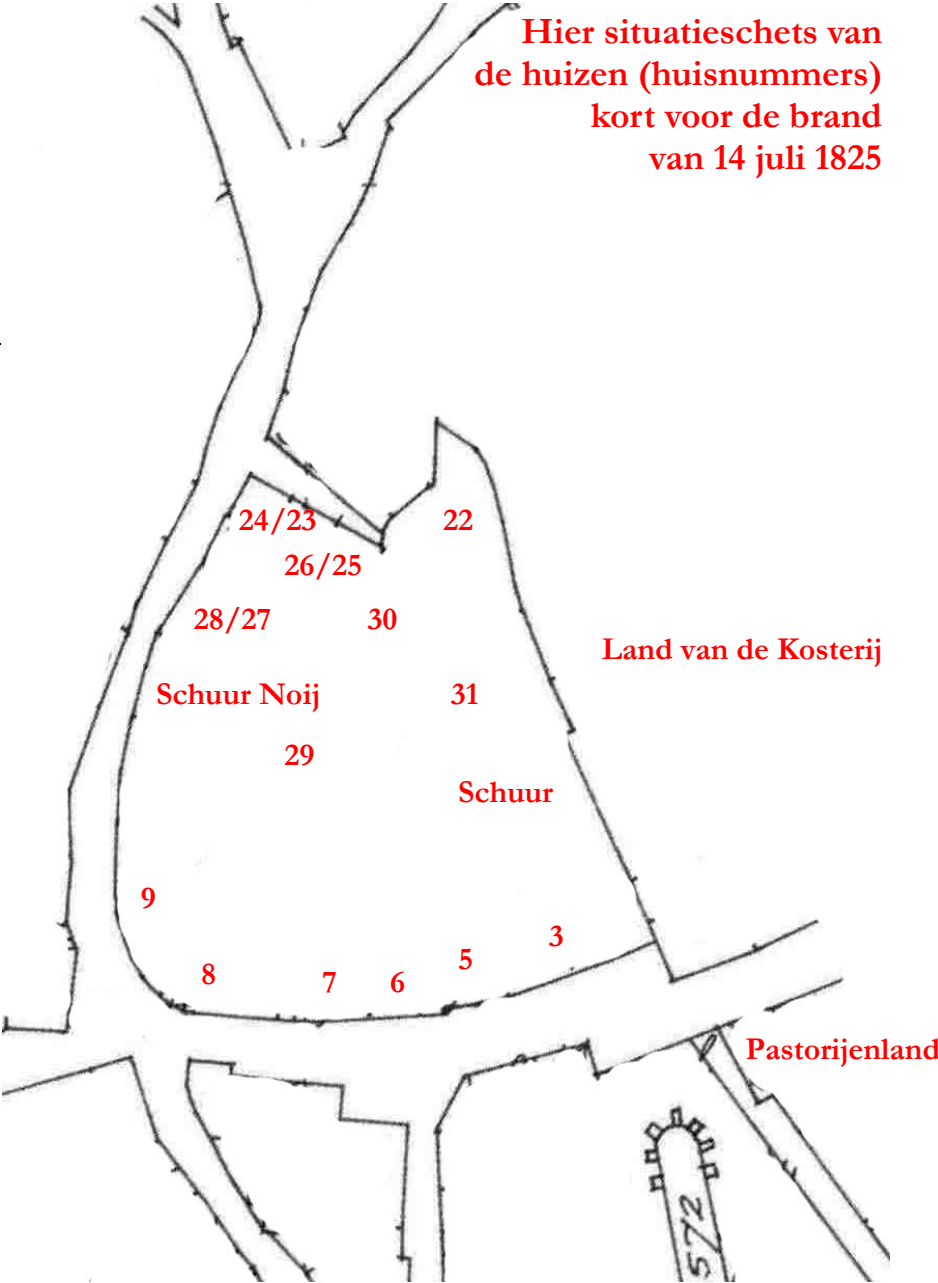 Hier situatieschets van
de huizen (huisnummers)
kort voor de brand
van 14 juli 1825
24/23
22
26/25
28/27
30
Land van de Kosterij
Schuur Noij
31
29
Schuur
9
3
5
8
7
6
Pastorijenland
572